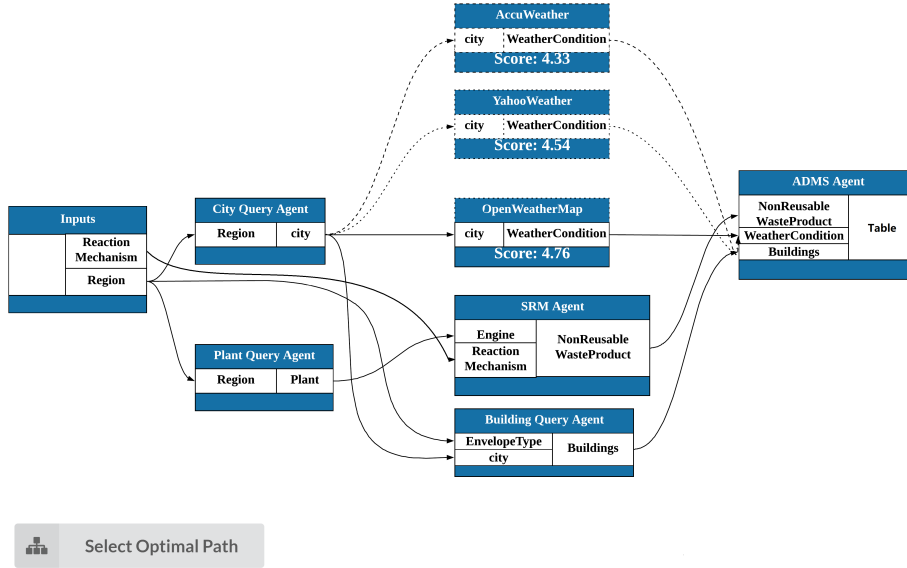 AccuWeather
city WeatherCondition
Score: 4.33
YahooWeather
city WeatherCondition
Score: 4.54
ADMS Agent
NonReusable
WasteProduct
WeatherCondition
Buildings
Table
Inputs
Reaction
Mechanism
Region
City Query Agent
Region city
OpenWeatherMap
city WeatherCondition
Score: 4.76
SRM Agent
Engine
Reaction
Mechanism
NonReusable
WasteProduct
Plant Query Agent
Region Plant
Building Query Agent
EnvelopeType
city
Buildings
Select Optimal Path